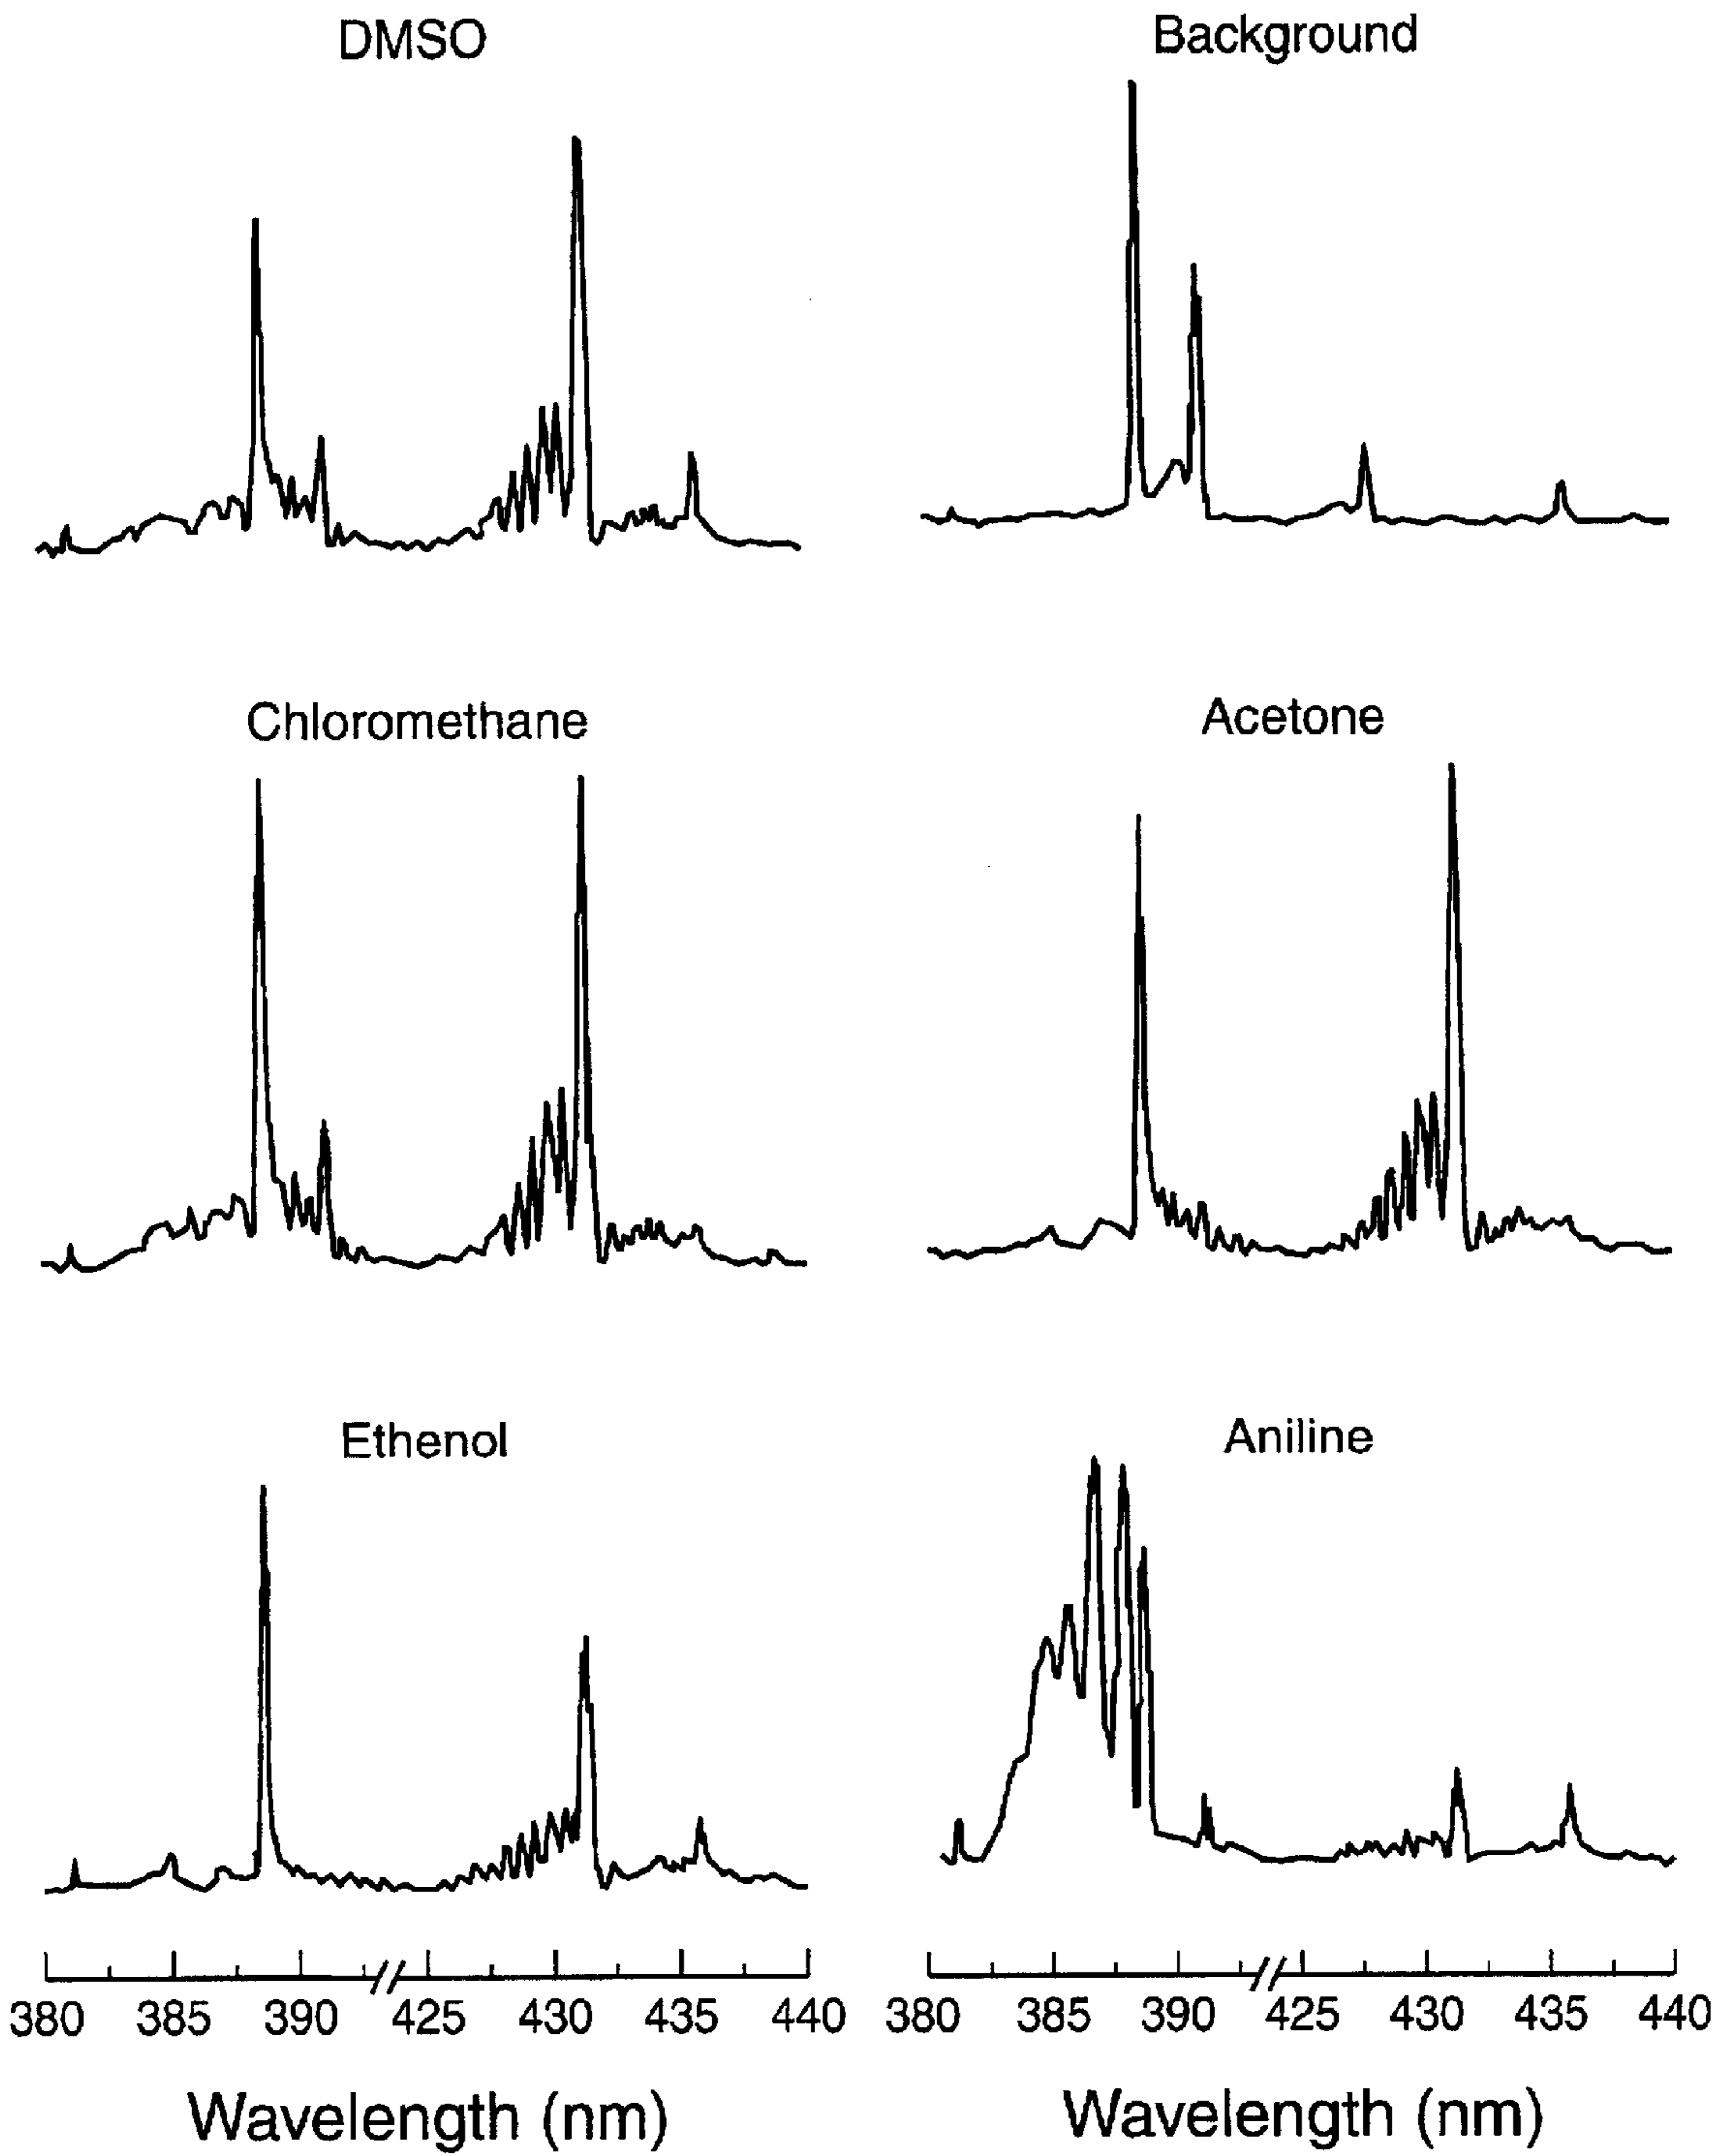 DMSO
Background
Chloromethane
Acetone
Ethenol
Aniline
380 385 390 425 430 435 440
380 385 390 425 430 435 440
Wavelength (nm)
Wavelength (nm)